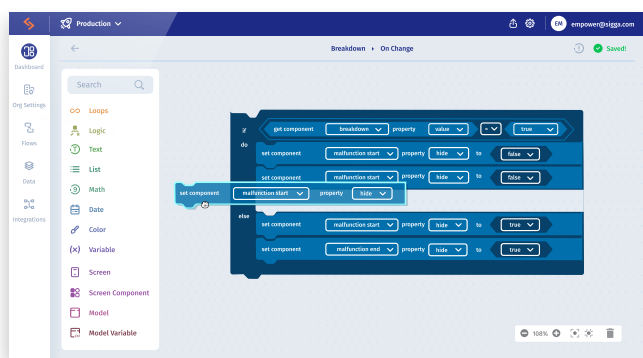 Production
EM
empower@sigga.com
Dashboard
Org Settings
Flows
Data
Integrations
Breakdown › On Change
Saved!
Search
Loops
Logic
Text
List
Math
Date
Color
(x) Variable
Screen
Screen Component
Model
Model Variable
if get component breakdown property value = true
do set component malfunction start property hide to false
set component malfunction start property hide to false
set component malfunction start property hide
else set component malfunction start property hide to true
set component malfunction end property hide to true
108%